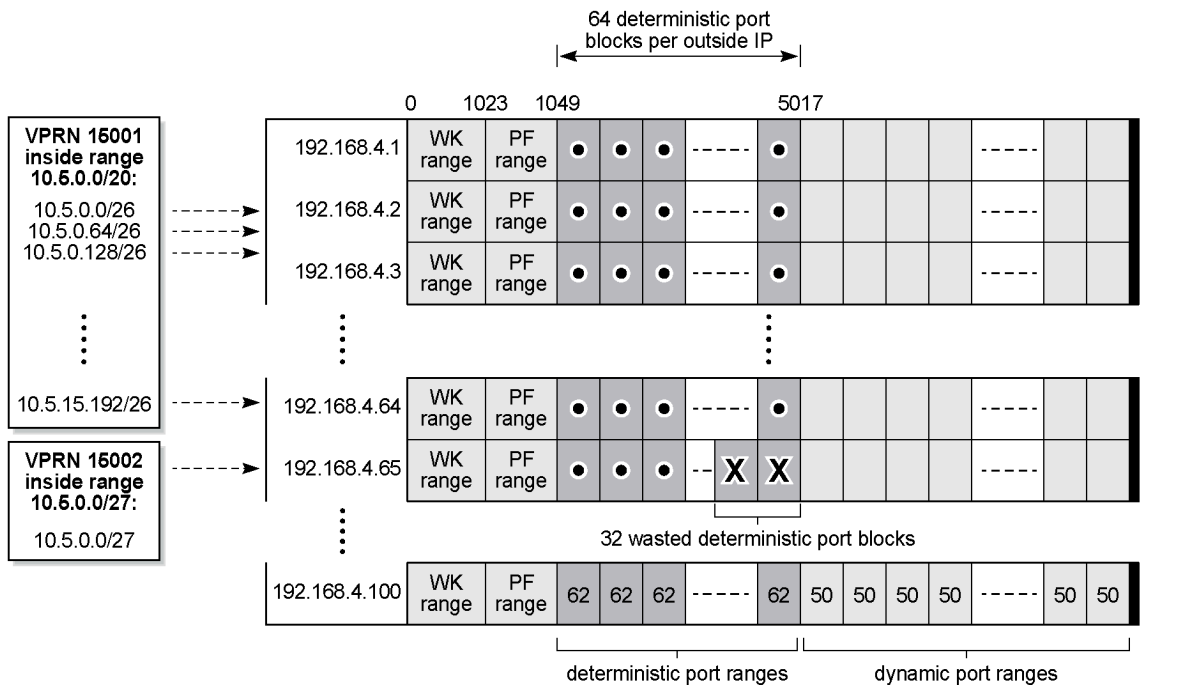 64 deterministic port
blocks per outside IP
0 1023 1049 5017
VPRN 15001
inside range
10.5.0.0/20:
10.5.0.0/26
10.5.0.64/26
10.5.0.128/26
10.5.15.192/26
VPRN 15002
inside range
10.5.0.0/27:
10.5.0.0/27
192.168.4.1 WK range PF range
192.168.4.2 WK range PF range
192.168.4.3 WK range PF range
192.168.4.64 WK range PF range
192.168.4.65 WK range PF range X X
32 wasted deterministic port blocks
192.168.4.100 WK range PF range 62 62 62 62 50 50 50 50 50 50
deterministic port ranges dynamic port ranges